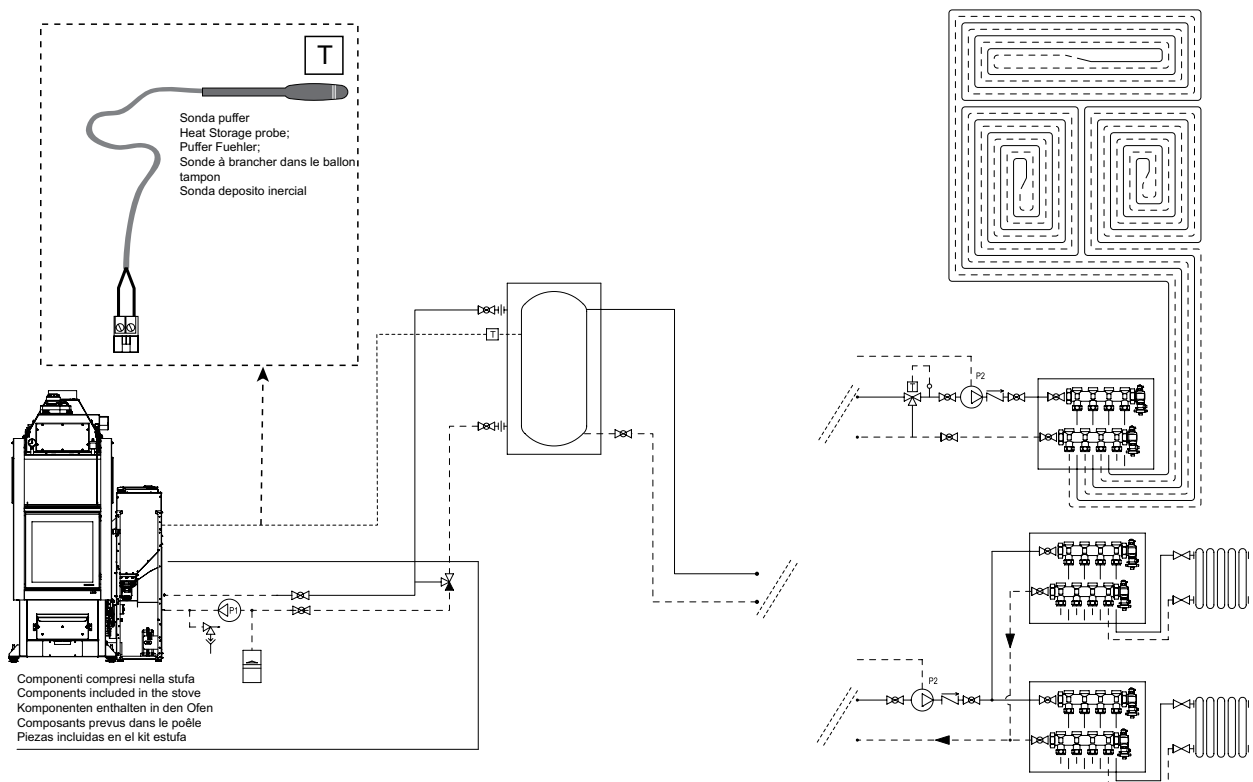 T
Sonda puffer
Heat Storage probe;
Puffer Fuehler;
Sonde à brancher dans le ballon
tampon
Sonda deposito inercial
T
P2
P1
Componenti compresi nella stufa
Components included in the stove
Komponenten enthalten in den Ofen
Composants prevus dans le poêle
Piezas incluidas en el kit estufa
P2